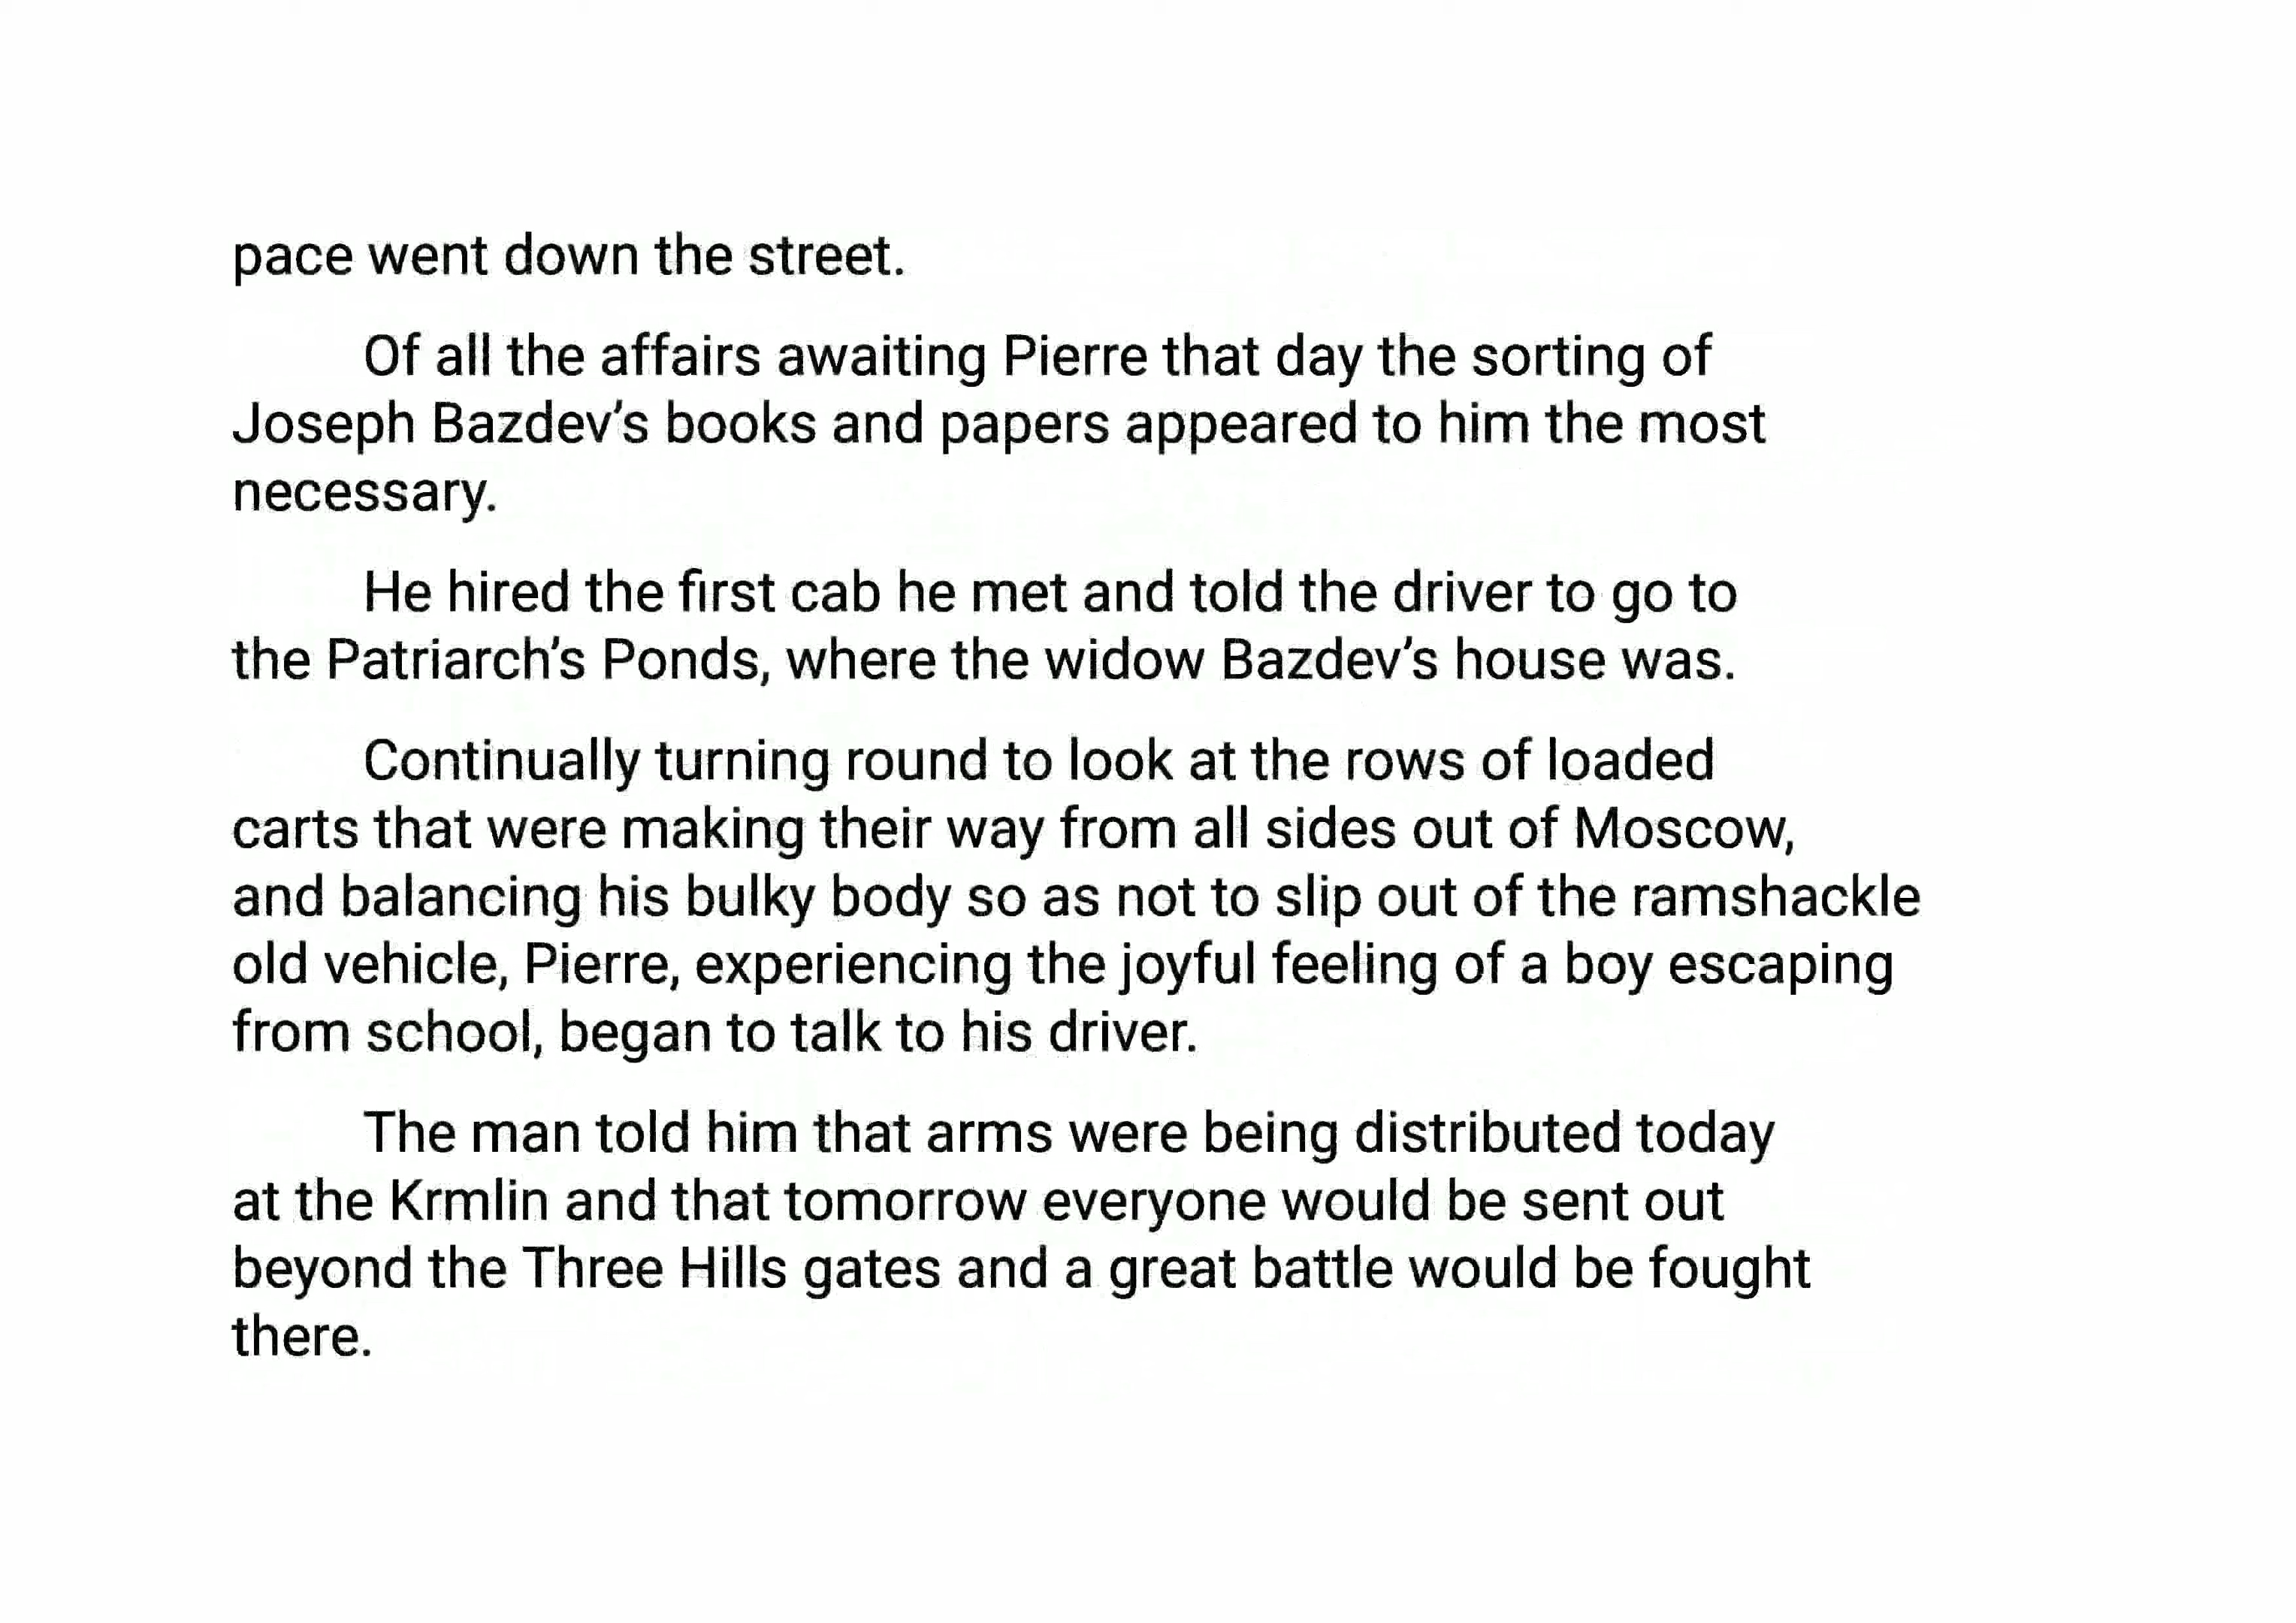 pace went down the street.
Of all the affairs awaiting Pierre that day the sorting of
Joseph Bazdev's books and papers appeared to him the most
necessary.
He hired the first cab he met and told the driver to go to
the Patriarch's Ponds, where the widow Bazdev's house was.
Continually turning round to look at the rows of loaded
carts that were making their way from all sides out of Moscow,
and balancing his bulky body so as not to slip out of the ramshackle
old vehicle, Pierre, experiencing the joyful feeling of a boy escaping
from school, began to talk to his driver.
The man told him that arms were being distributed today
at the Krmlin and that tomorrow everyone would be sent out
beyond the Three Hills gates and a great battle would be fought
there.